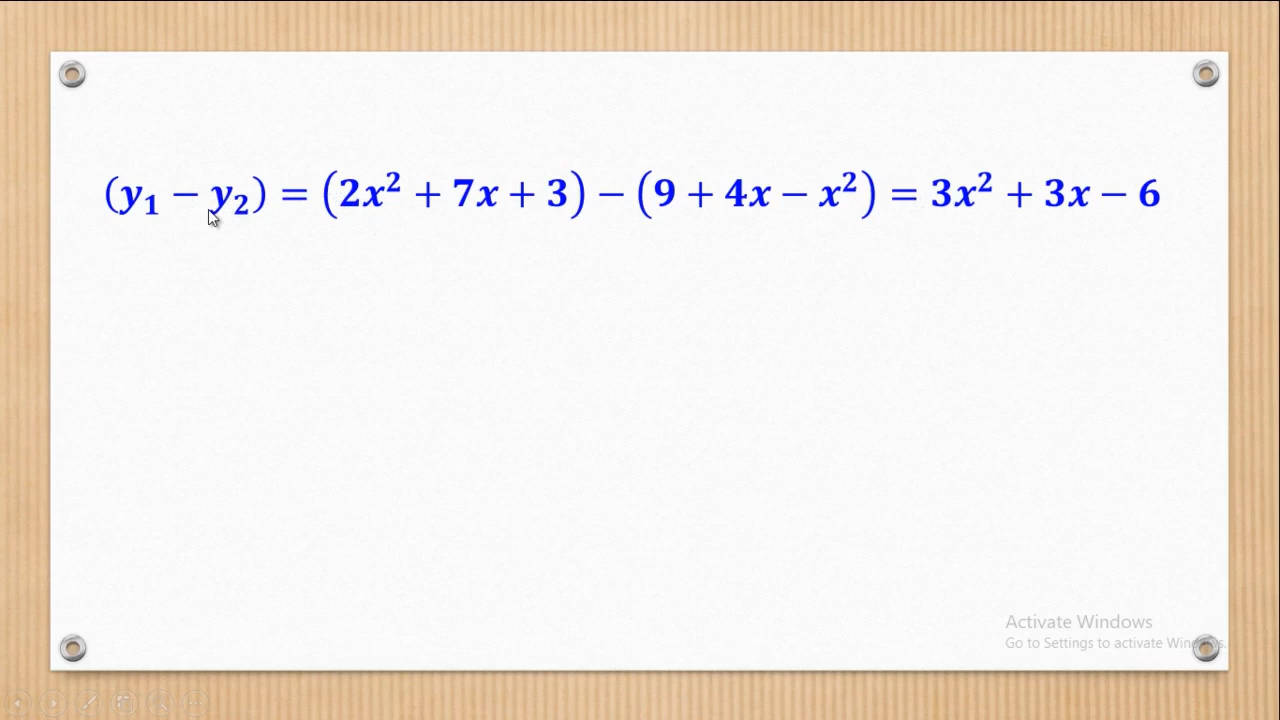 (y₁ − y₂) = (2x² + 7x + 3) − (9 + 4x − x²) = 3x² + 3x − 6
Activate Windows
Go to Settings to activate Windows.